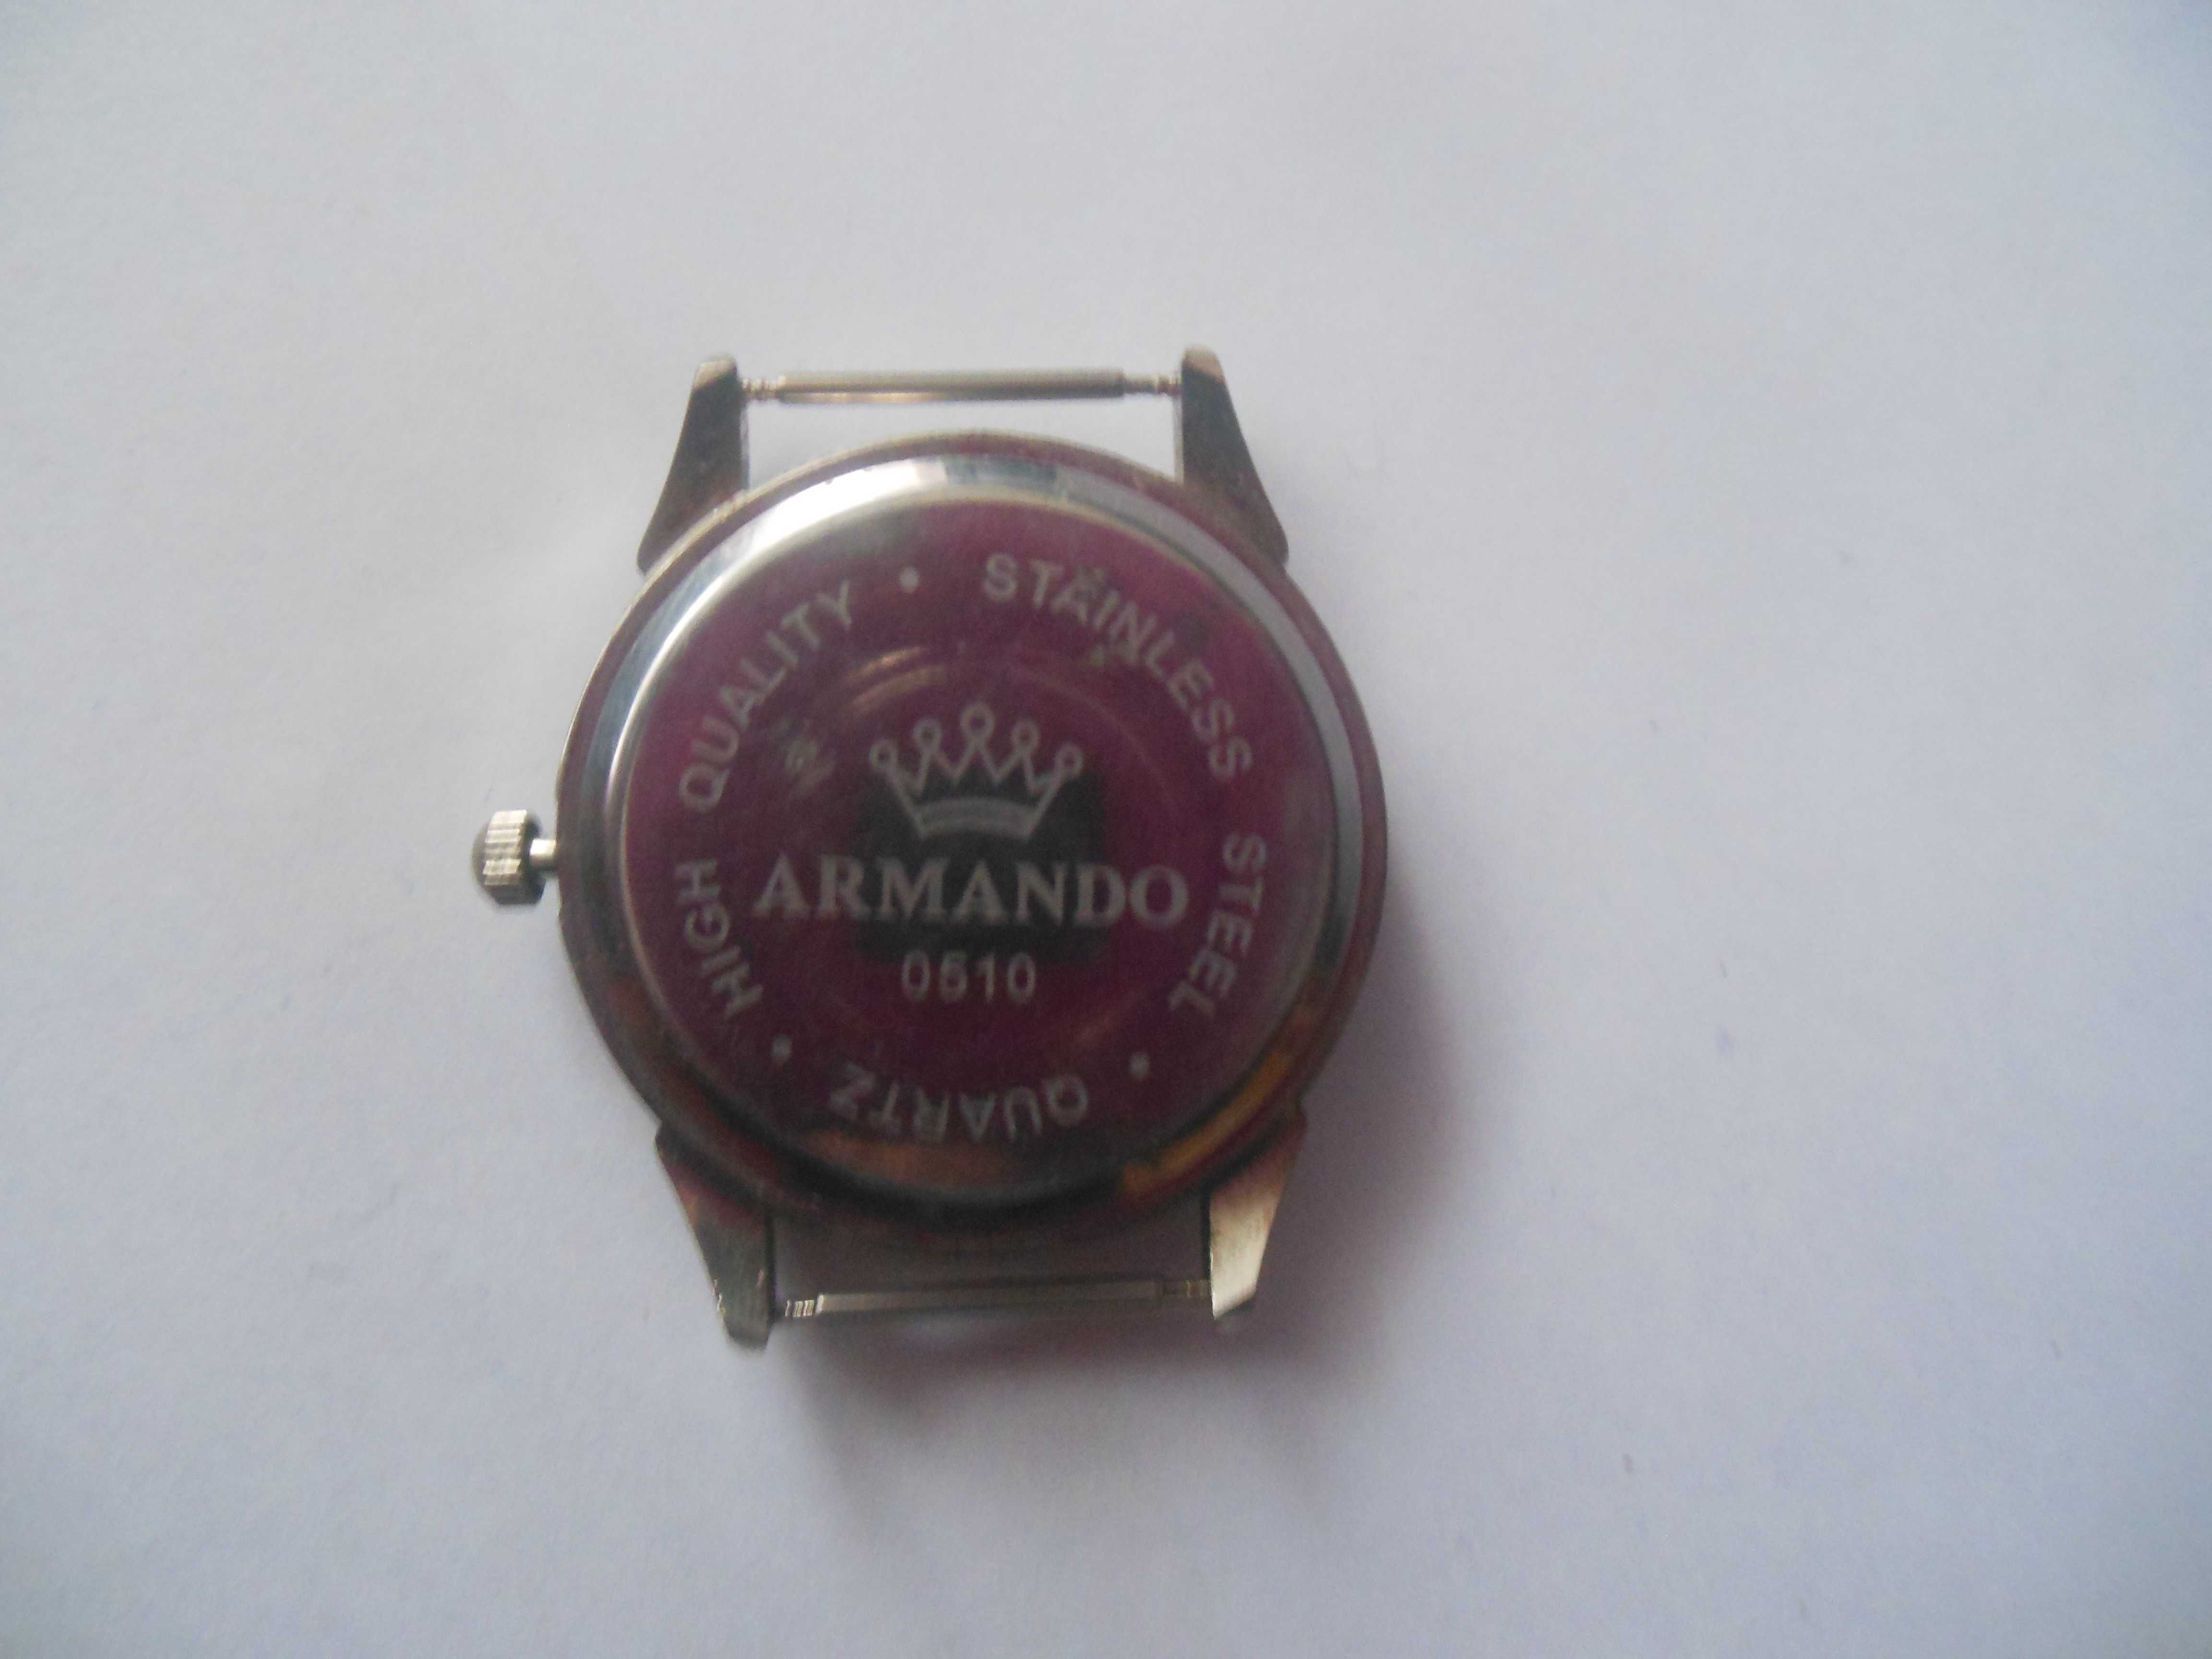 HIGH QUALITY • STAINLESS STEEL • QUARTZ •
ARMANDO
0510